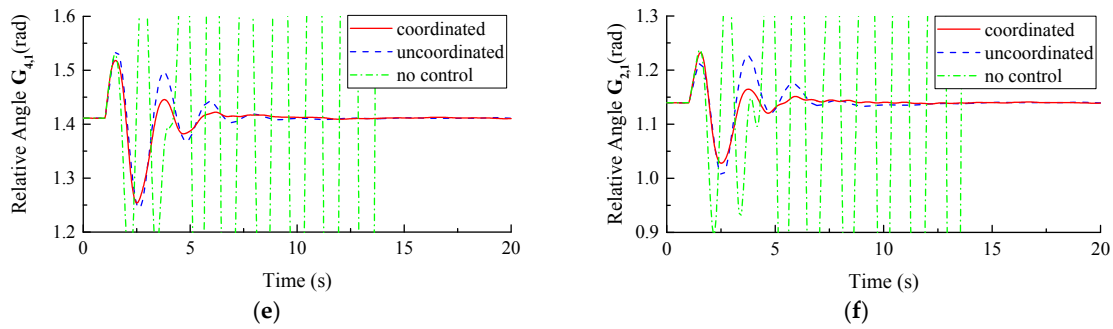 1.6
1.5
1.4
1.3
1.2
Relative Angle G4,1(rad)
coordinated
uncoordinated
no control
0 5 10 15 20
Time (s)
(e)
1.3
1.2
1.1
1.0
0.9
Relative Angle G2,1(rad)
coordinated
uncoordinated
no control
0 5 10 15 20
Time (s)
(f)